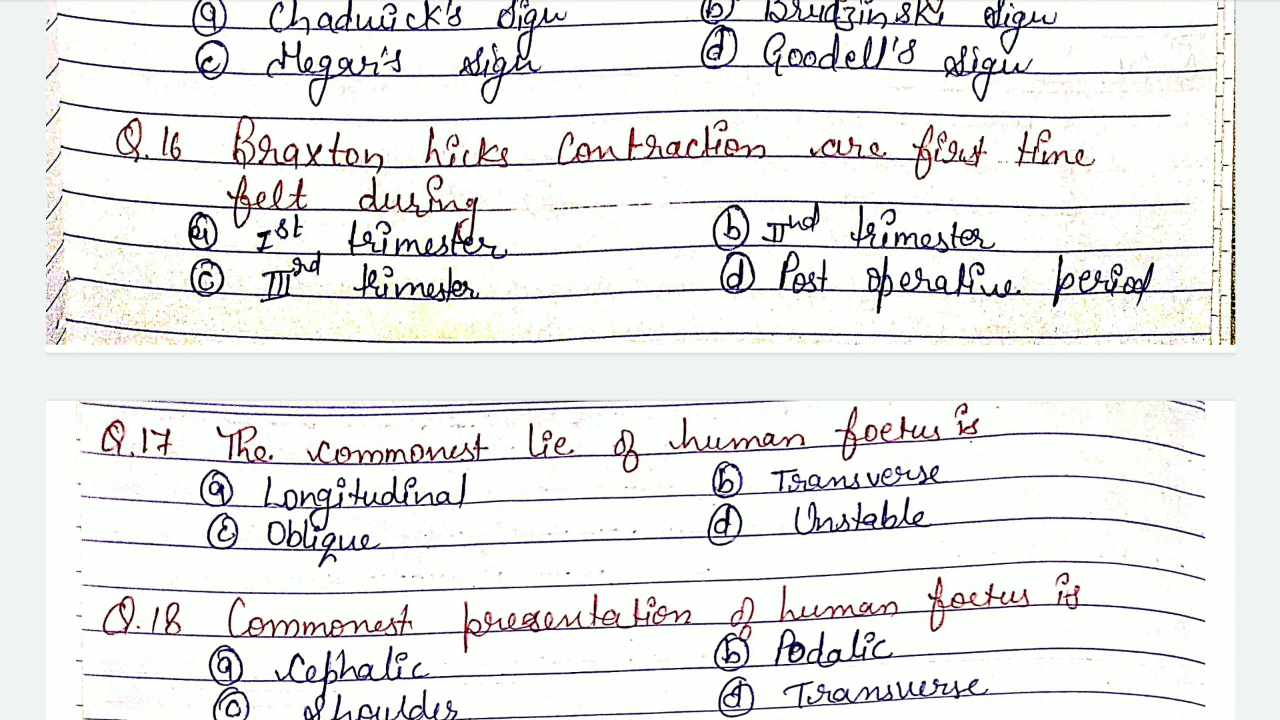 (a) Chadwick's sign (b) Brudzinski sign
(c) Hegar's sign (d) Goodell's sign
Q.16 Braxton hicks Contraction are first time
felt during
(a) Ist trimester (b) IInd trimester
(c) IIIrd trimester (d) Post operative period
Q.17 The commonest lie of human foetus is
(a) Longitudinal (b) Transverse
(c) Oblique (d) Unstable
Q.18 Commonest presentation of human foetus is
(a) Cephalic (b) Podalic
(c) Shoulder (d) Transverse